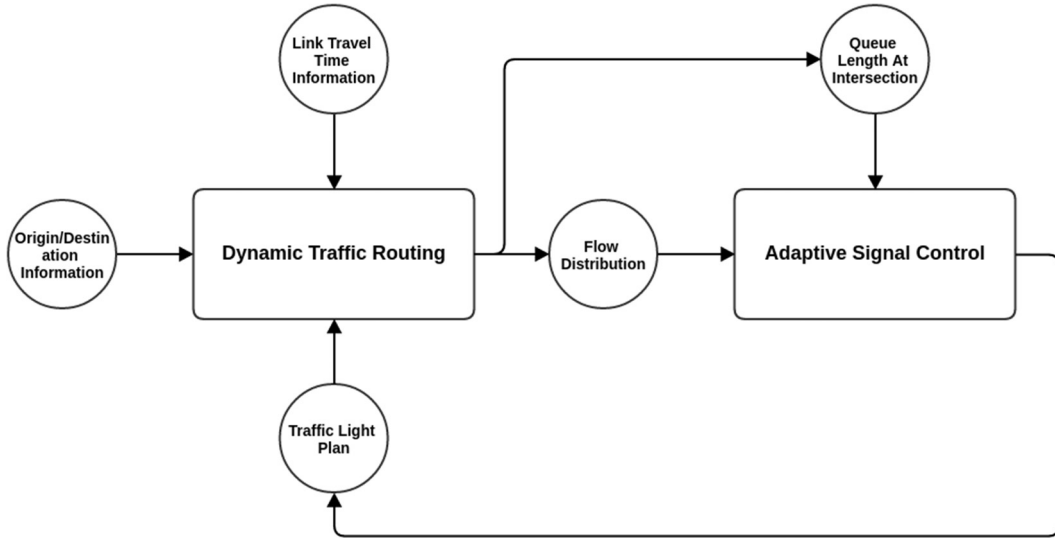 Link Travel
Time
Information
Queue
Length At
Intersection
Origin/Destin
ation
Information
Dynamic Traffic Routing
Flow
Distribution
Adaptive Signal Control
Traffic Light
Plan